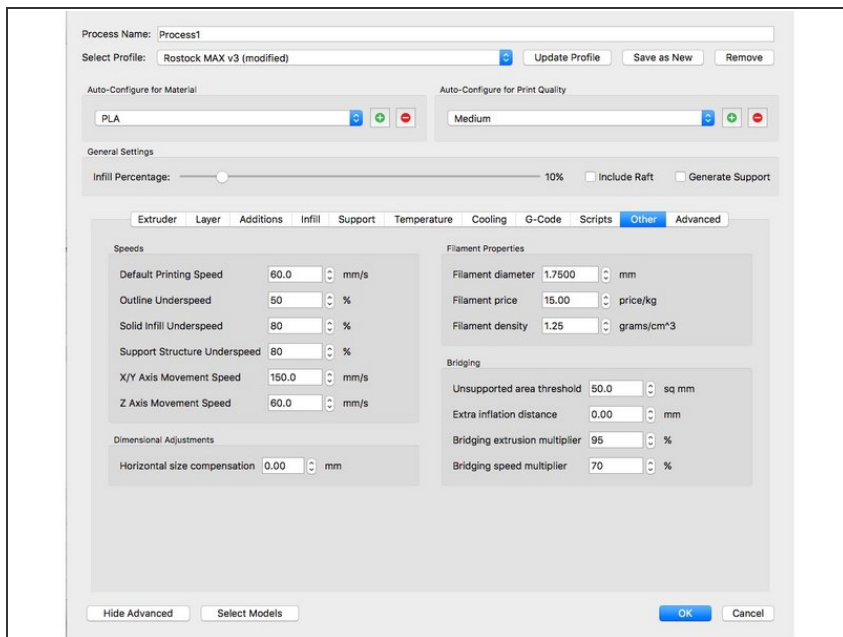 Process Name: Process1
Select Profile: Rostock MAX v3 (modified) Update Profile Save as New Remove
Auto-Configure for Material Auto-Configure for Print Quality
PLA Medium
General Settings
Infill Percentage: 10% Include Raft Generate Support
Extruder Layer Additions Infill Support Temperature Cooling G-Code Scripts Other Advanced
Speeds
Default Printing Speed 60.0 mm/s
Outline Underspeed 50 %
Solid Infill Underspeed 80 %
Support Structure Underspeed 80 %
X/Y Axis Movement Speed 150.0 mm/s
Z Axis Movement Speed 60.0 mm/s
Dimensional Adjustments
Horizontal size compensation 0.00 mm
Filament Properties
Filament diameter 1.7500 mm
Filament price 15.00 price/kg
Filament density 1.25 grams/cm^3
Bridging
Unsupported area threshold 50.0 sq mm
Extra inflation distance 0.00 mm
Bridging extrusion multiplier 95 %
Bridging speed multiplier 70 %
Hide Advanced Select Models OK Cancel